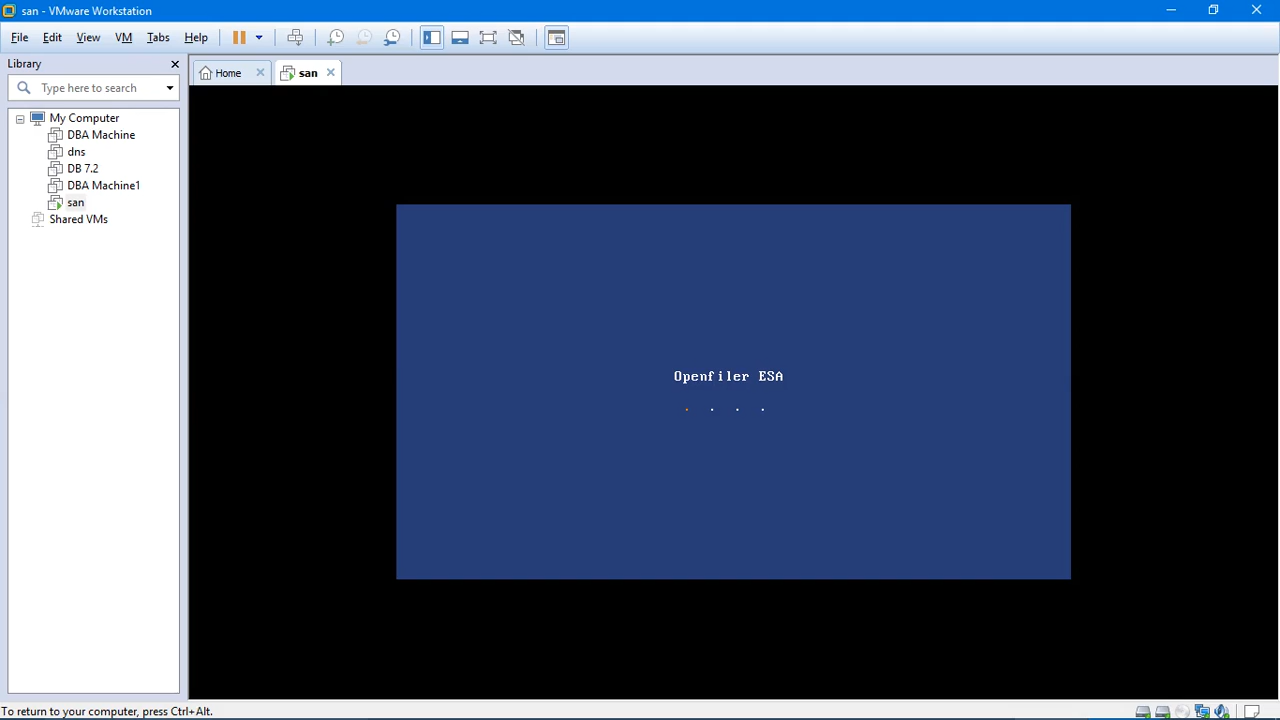 san - VMware Workstation
File Edit View VM Tabs Help
Library
Home
san
Type here to search
My Computer
DBA Machine
dns
DB 7.2
DBA Machine1
san
Shared VMs
Openfiler ESA
. . . .
To return to your computer, press Ctrl+Alt.